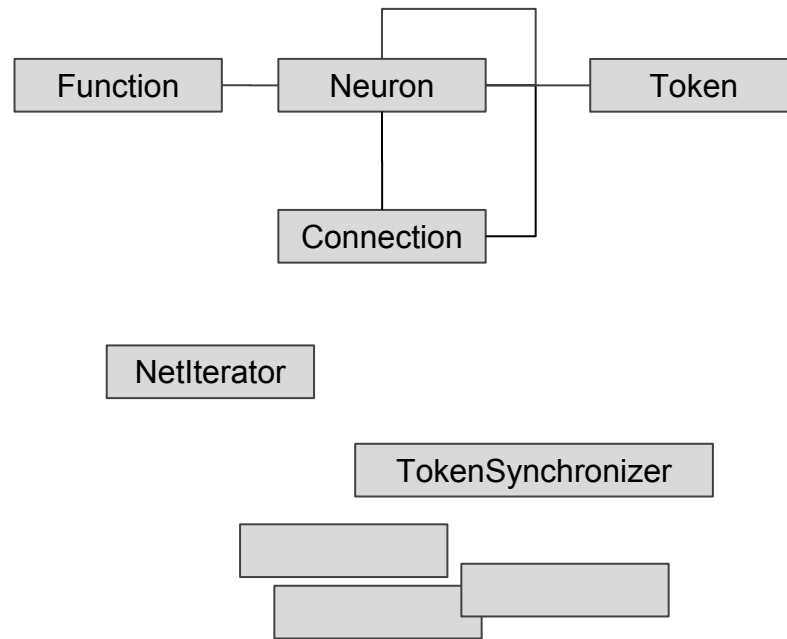 Function
Neuron
Token
Connection
NetIterator
TokenSynchronizer